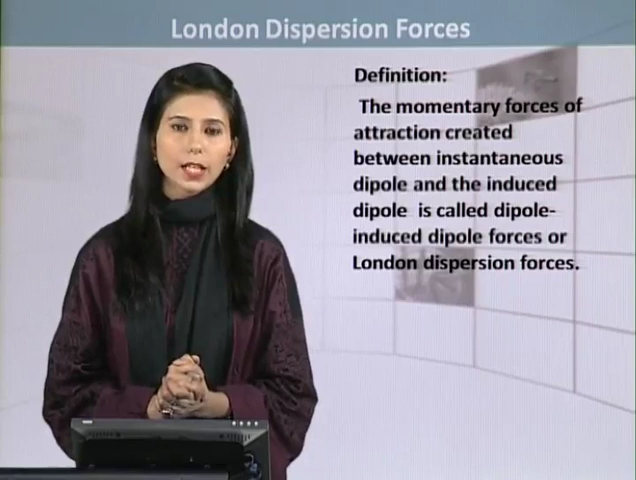 London Dispersion Forces
Definition:
The momentary forces of
attraction created
between instantaneous
dipole and the induced
dipole is called dipole-
induced dipole forces or
London dispersion forces.